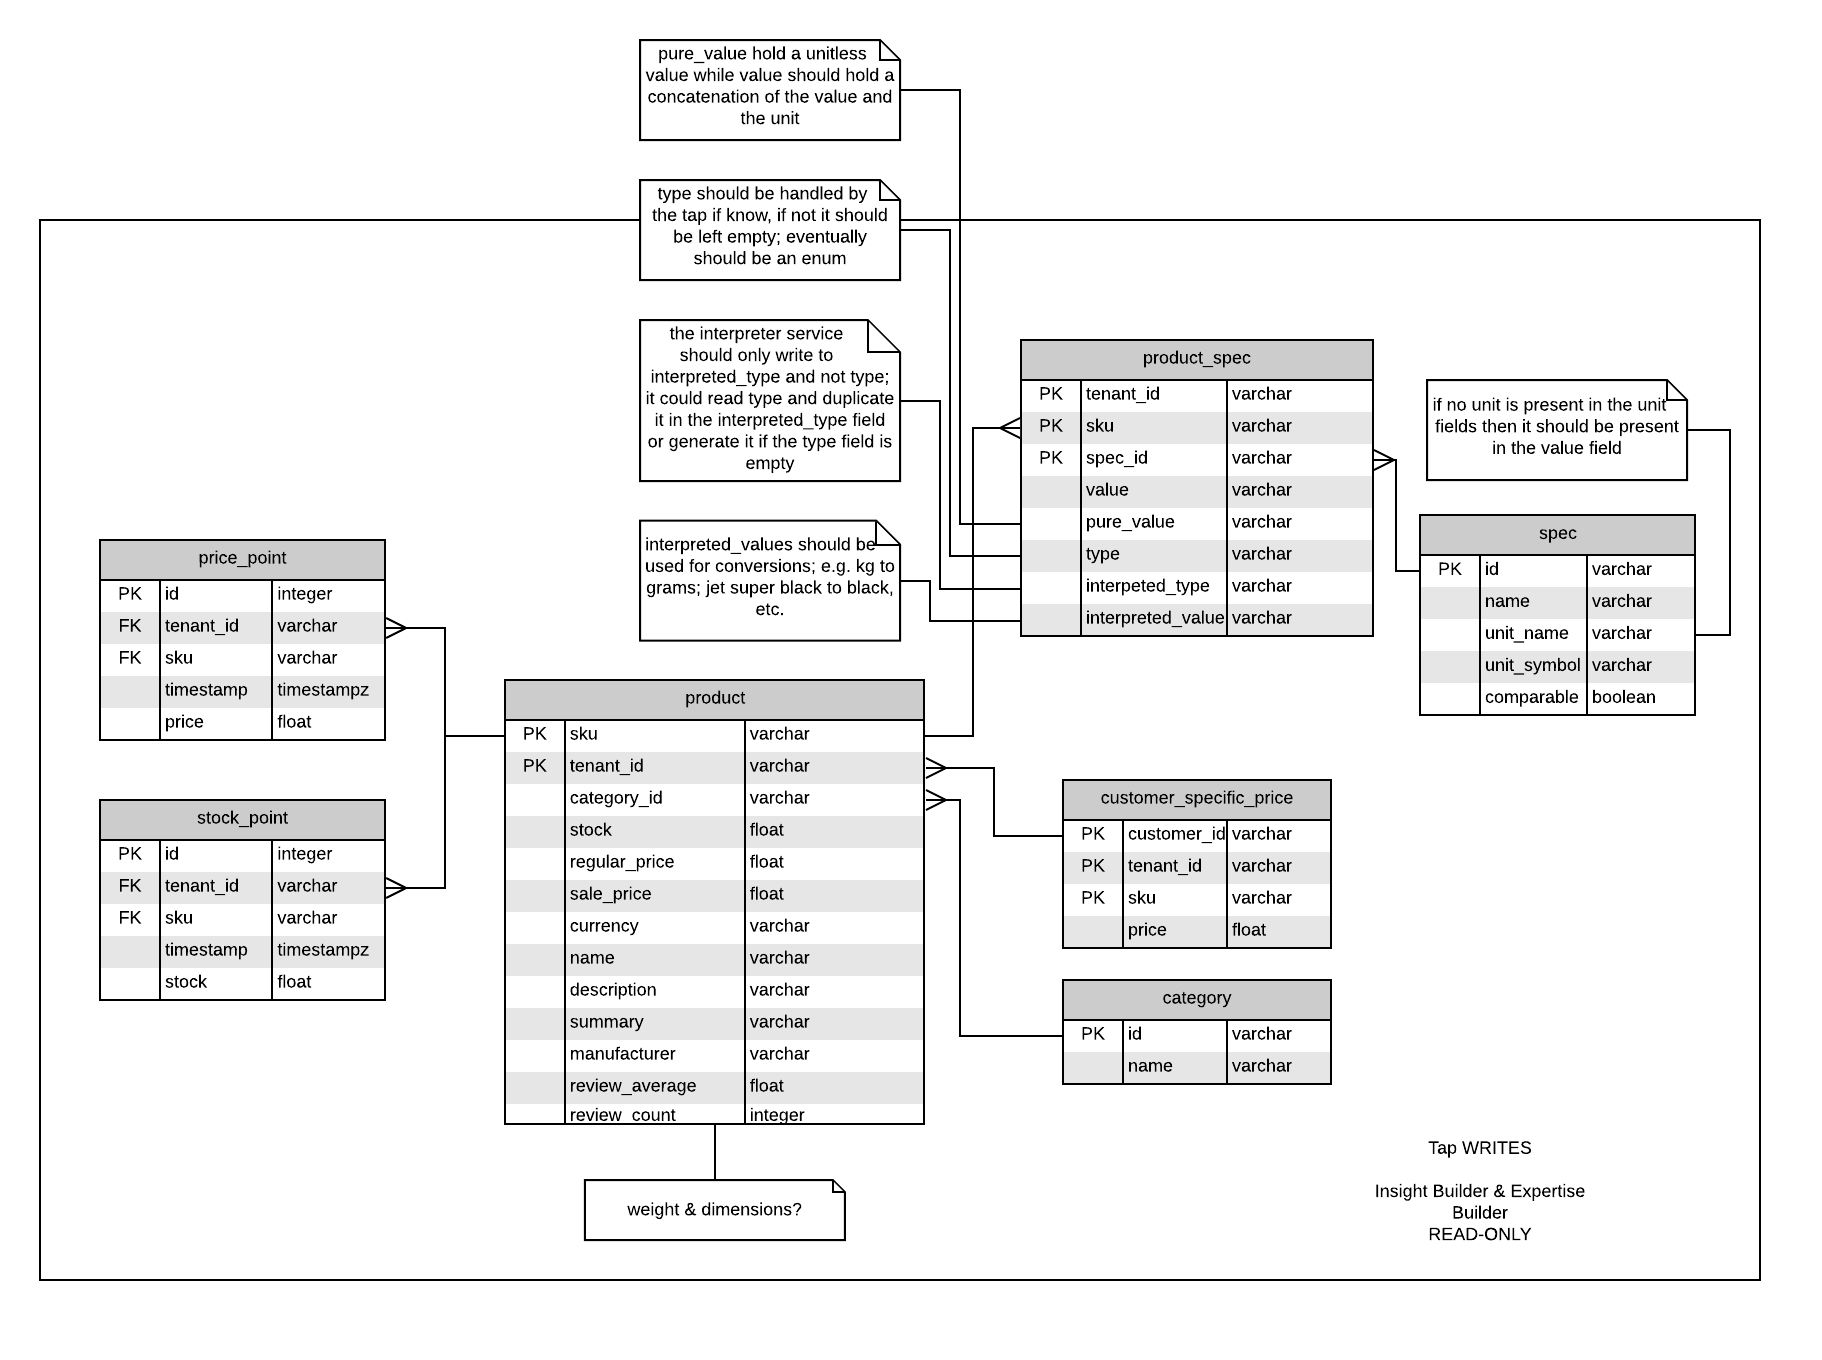 pure_value hold a unitless
value while value should hold a
concatenation of the value and
the unit
type should be handled by
the tap if know, if not it should
be left empty; eventually
should be an enum
the interpreter service
should only write to
interpreted_type and not type;
it could read type and duplicate
it in the interpreted_type field
or generate it if the type field is
empty
interpreted_values should be
used for conversions; e.g. kg to
grams; jet super black to black,
etc.
product_spec
PK tenant_id varchar
PK sku varchar
PK spec_id varchar
value varchar
pure_value varchar
type varchar
interpeted_type varchar
interpreted_value varchar
if no unit is present in the unit
fields then it should be present
in the value field
spec
PK id varchar
name varchar
unit_name varchar
unit_symbol varchar
comparable boolean
price_point
PK id integer
FK tenant_id varchar
FK sku varchar
timestamp timestampz
price float
stock_point
PK id integer
FK tenant_id varchar
FK sku varchar
timestamp timestampz
stock float
product
PK sku varchar
PK tenant_id varchar
category_id varchar
stock float
regular_price float
sale_price float
currency varchar
name varchar
description varchar
summary varchar
manufacturer varchar
review_average float
review_count integer
weight & dimensions?
customer_specific_price
PK customer_id varchar
PK tenant_id varchar
PK sku varchar
price float
category
PK id varchar
name varchar
Tap WRITES
Insight Builder & Expertise
Builder
READ-ONLY